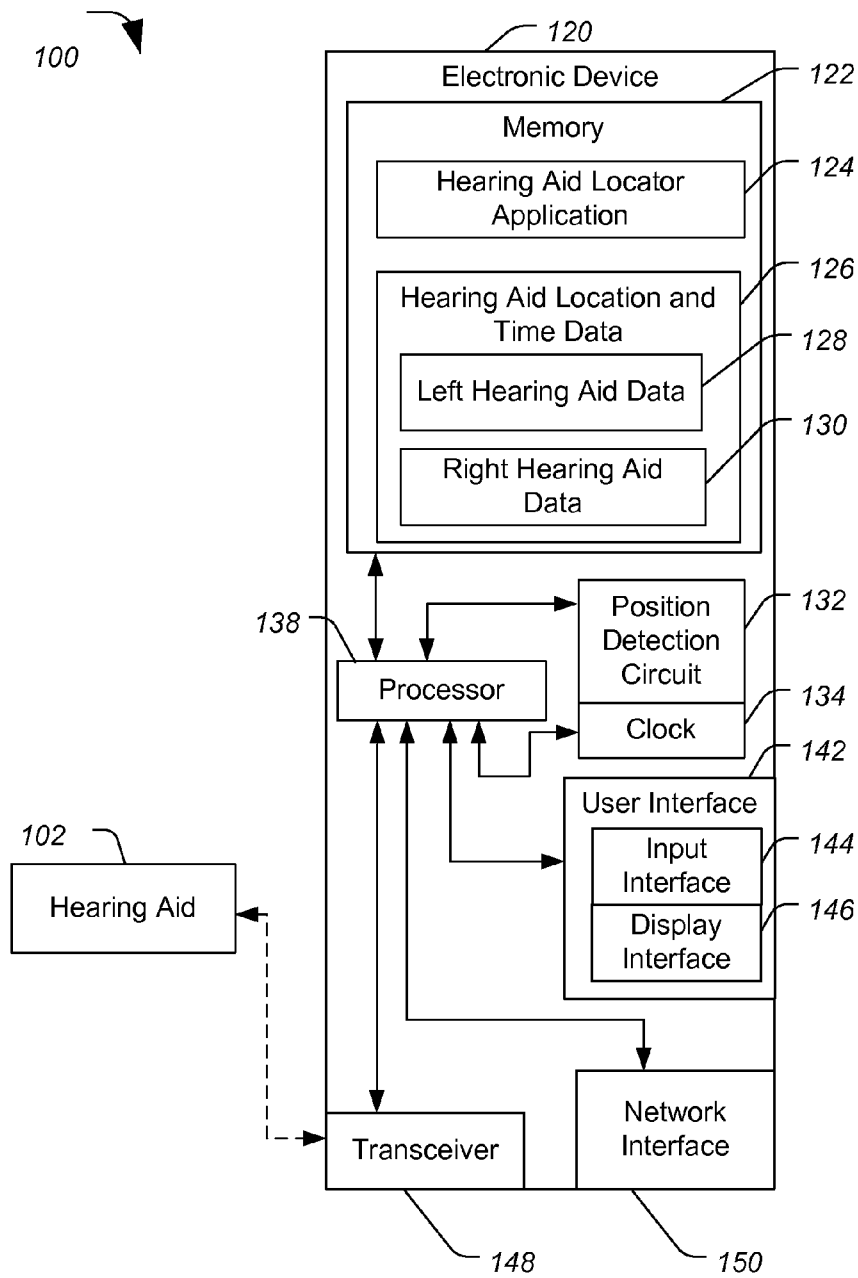 100
120
Electronic Device
122
Memory
124
Hearing Aid Locator
Application
126
Hearing Aid Location and
Time Data
128
Left Hearing Aid Data
130
Right Hearing Aid
Data
132
Position
Detection
Circuit
138
Processor
134
Clock
142
User Interface
144
Input
Interface
146
Display
Interface
102
Hearing Aid
Network
Interface
Transceiver
148
150